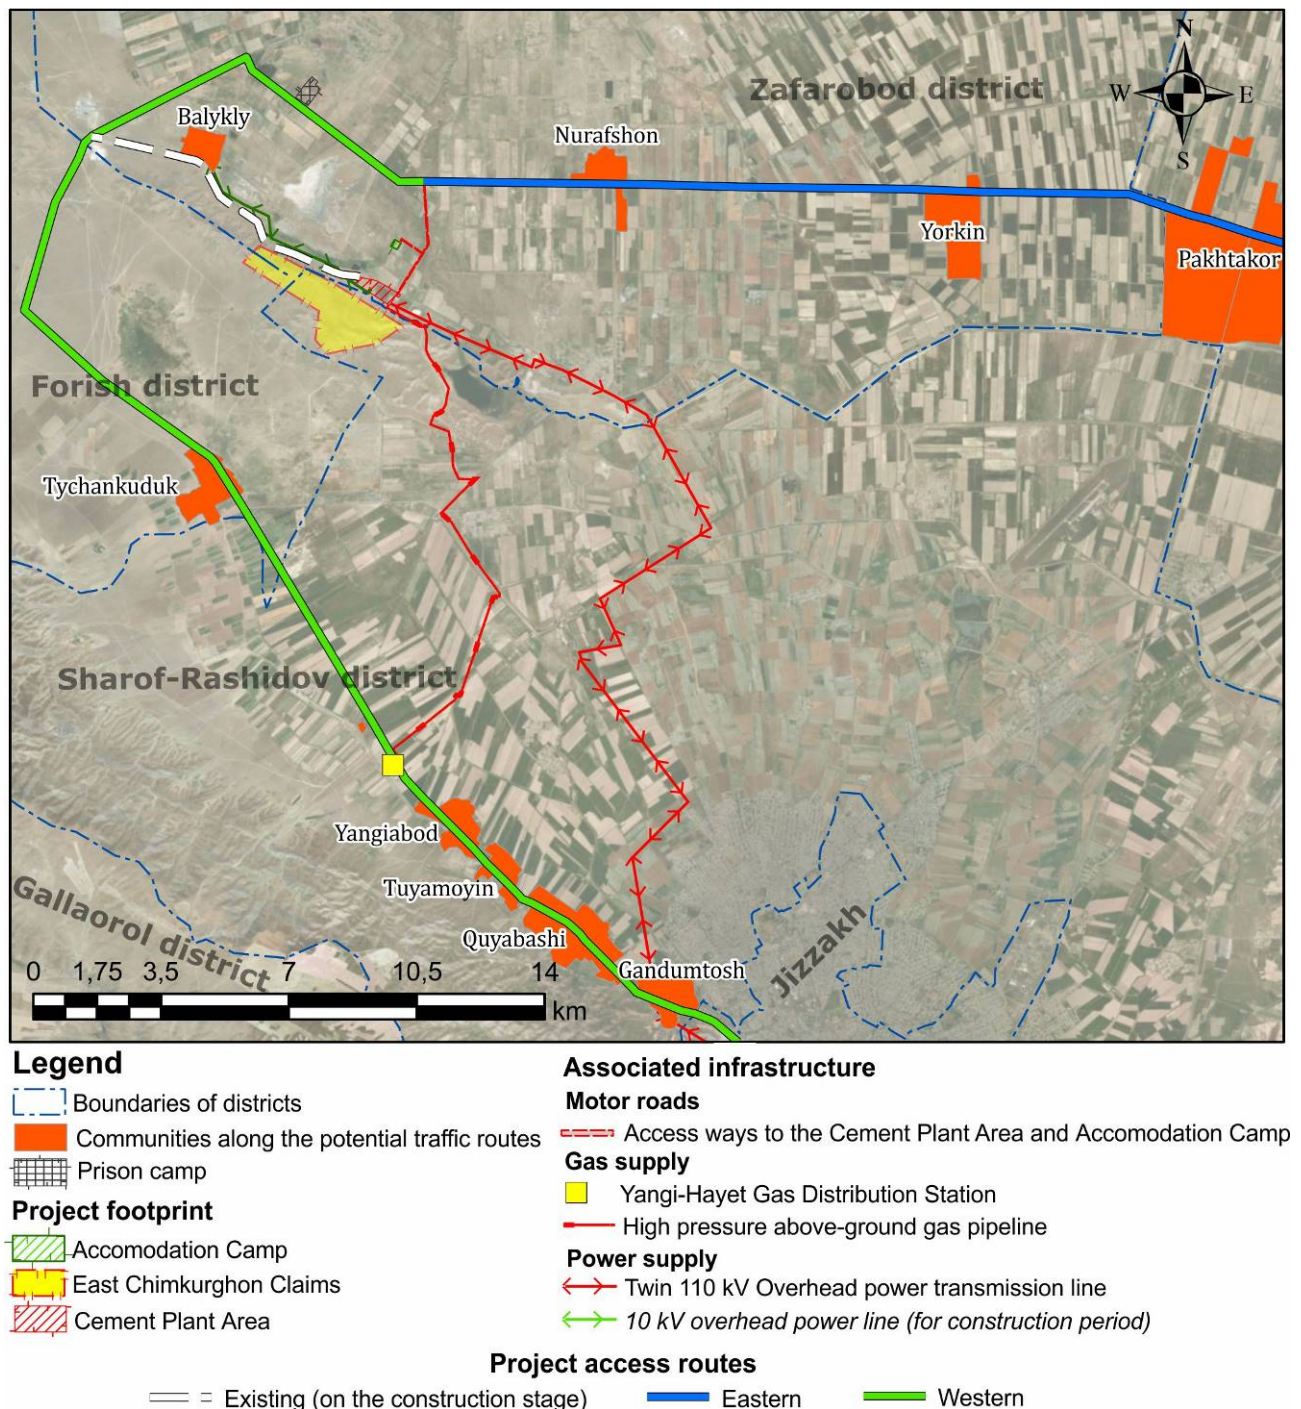 N
Zafarobod district
W
E
S
Balykly
Nurafshon
Yorkin
Pakhtakor
Forish district
Tychankuduk
Sharof-Rashidov district
Yangiabod
Tuyamoyin
Quyabashi
Gandumtosh
Gallaorol district
Jizzakh
0 1,75 3,5 7 10,5 14
km
Legend
Boundaries of districts
Communities along the potential traffic routes
Prison camp
Project footprint
Accomodation Camp
East Chimkurghon Claims
Cement Plant Area
Associated infrastructure
Motor roads
Access ways to the Cement Plant Area and Accomodation Camp
Gas supply
Yangi-Hayet Gas Distribution Station
High pressure above-ground gas pipeline
Power supply
Twin 110 kV Overhead power transmission line
10 kV overhead power line (for construction period)
Project access routes
Existing (on the construction stage)
Eastern
Western